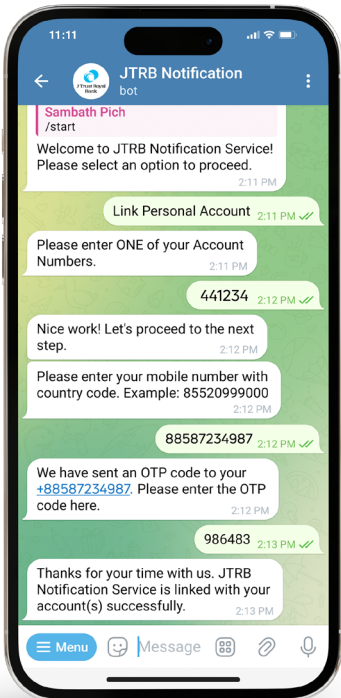 11:11
J Trust Royal
Bank
JTRB Notification
bot
Sambath Pich
/start
Welcome to JTRB Notification Service!
Please select an option to proceed.
2:11 PM
Link Personal Account 2:11 PM
Please enter ONE of your Account
Numbers.
2:11 PM
441234 2:12 PM
Nice work! Let's proceed to the next
step.
2:12 PM
Please enter your mobile number with
country code. Example: 85520999000
2:12 PM
88587234987 2:12 PM
We have sent an OTP code to your
+88587234987. Please enter the OTP
code here.
2:12 PM
986483 2:13 PM
Thanks for your time with us. JTRB
Notification Service is linked with your
account(s) successfully.
2:13 PM
Menu
Message